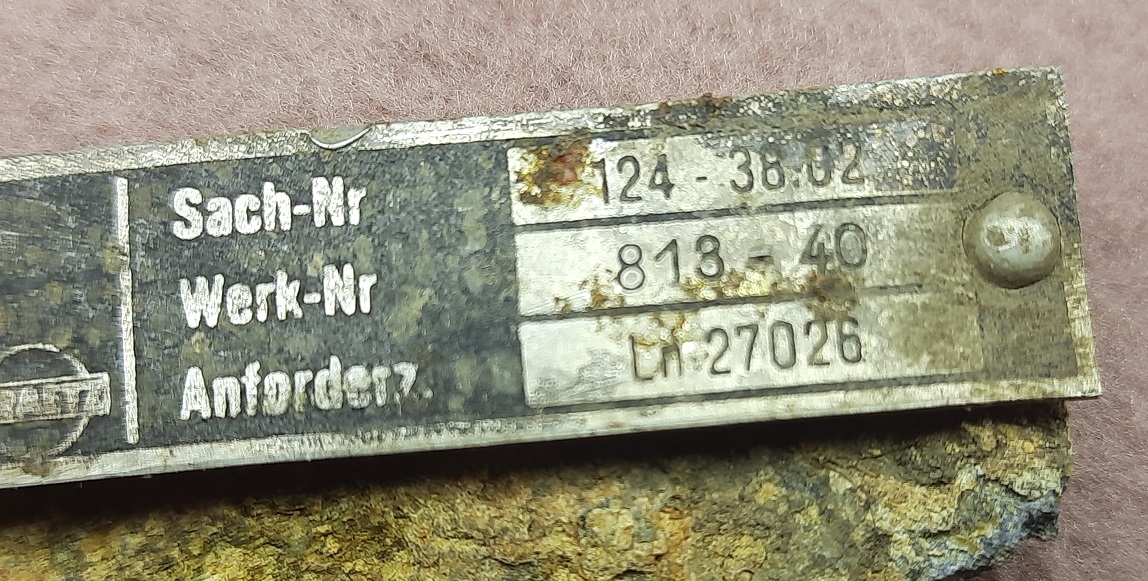 Sach-Nr 124 - 38.02
Werk-Nr 813 - 40
Anforderz. Ln 27026